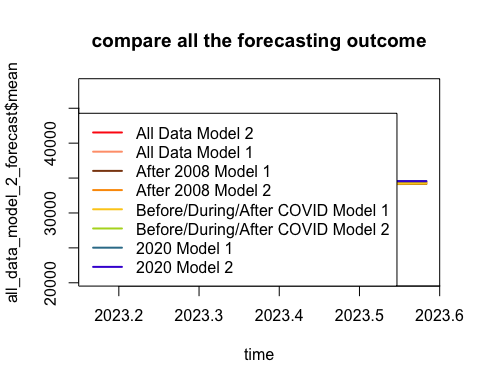 compare all the forecasting outcome
all_data_model_2_forecast$mean
40000
30000
20000
All Data Model 2
All Data Model 1
After 2008 Model 1
After 2008 Model 2
Before/During/After COVID Model 1
Before/During/After COVID Model 2
2020 Model 1
2020 Model 2
2023.2 2023.3 2023.4 2023.5 2023.6
time